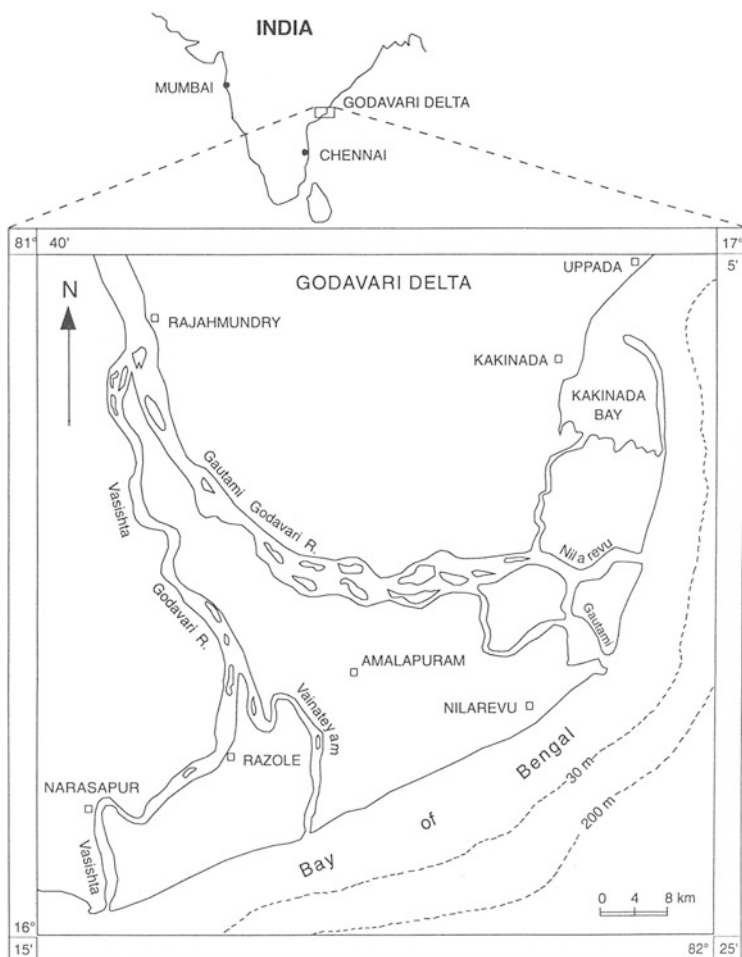 INDIA
MUMBAI
GODAVARI DELTA
CHENNAI
81° 40' 17°
5'
UPPADA
GODAVARI DELTA
N
RAJAHMUNDRY
KAKINADA
KAKINADA
BAY
Vasishta
Godavari R.
Gautami Godavari R.
Nilarevu
Gautami
AMALAPURAM
Vainateyam
NILAREVU
RAZOLE
NARASAPUR
Vasishta
Bay of Bengal
30 m
200 m
0 4 8 km
16°
15' 82° 25'